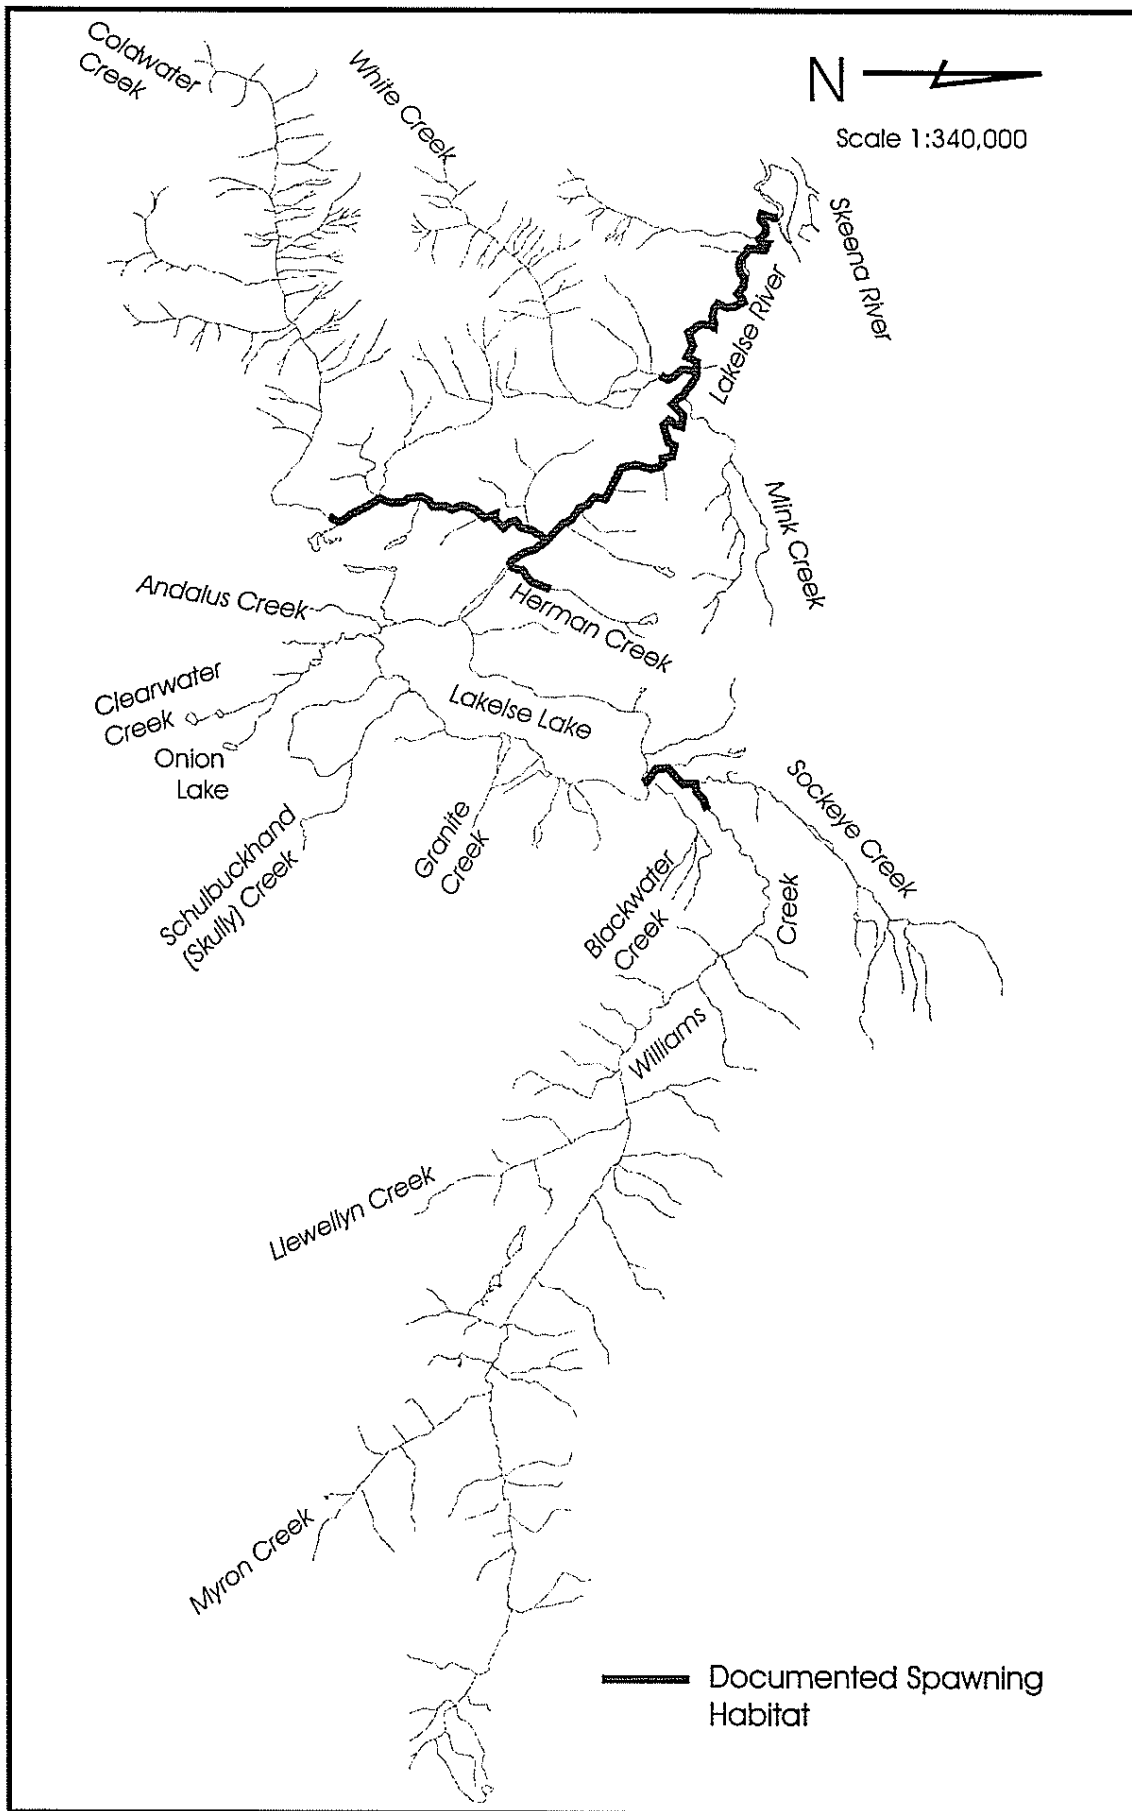 Coldwater
Creek
White Creek
N
Scale 1:340,000
Skeena River
Lakelse River
Mink Creek
Andalus Creek
Herman Creek
Clearwater
Creek
Lakelse Lake
Onion
Lake
Sockeye Creek
Schulbuckhand
(Skully) Creek
Granite
Creek
Blackwater
Creek
Creek
Williams
Llewellyn Creek
Myron Creek
Documented Spawning
Habitat